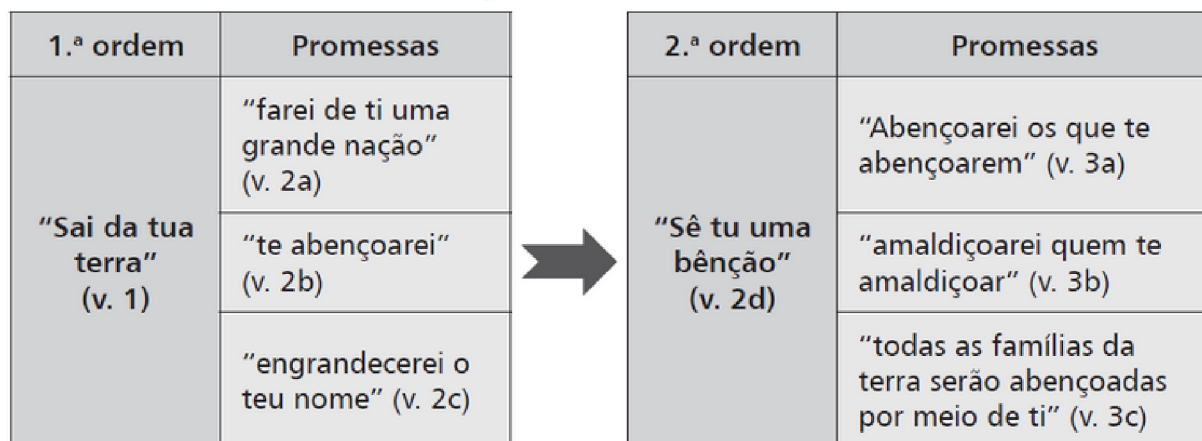 1.ª ordem
Promessas
"Sai da tua
terra"
(v. 1)
"farei de ti uma
grande nação"
(v. 2a)
"te abençoarei"
(v. 2b)
"engrandecerei o
teu nome" (v. 2c)
2.ª ordem
Promessas
"Sê tu uma
bênção"
(v. 2d)
"Abençoarei os que te
abençoarem" (v. 3a)
"amaldiçoarei quem te
amaldiçoar" (v. 3b)
"todas as famílias da
terra serão abençoadas
por meio de ti" (v. 3c)